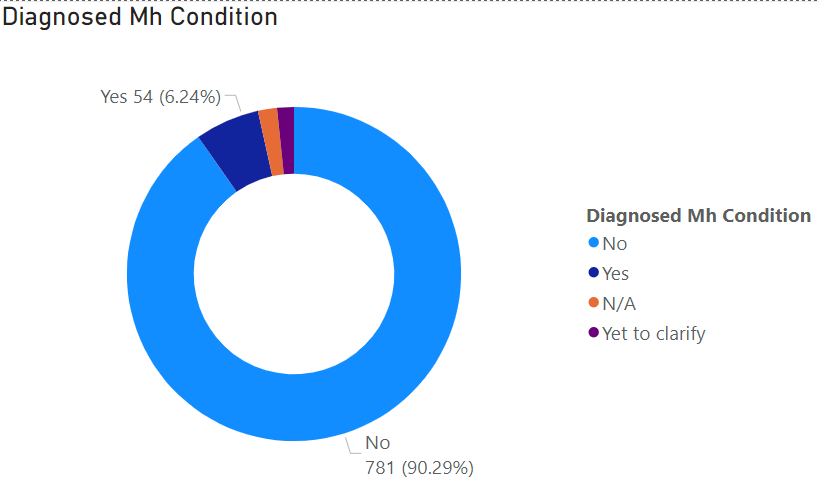 Diagnosed Mh Condition
Yes 54 (6.24%)
Diagnosed Mh Condition
No
Yes
N/A
Yet to clarify
No
781 (90.29%)